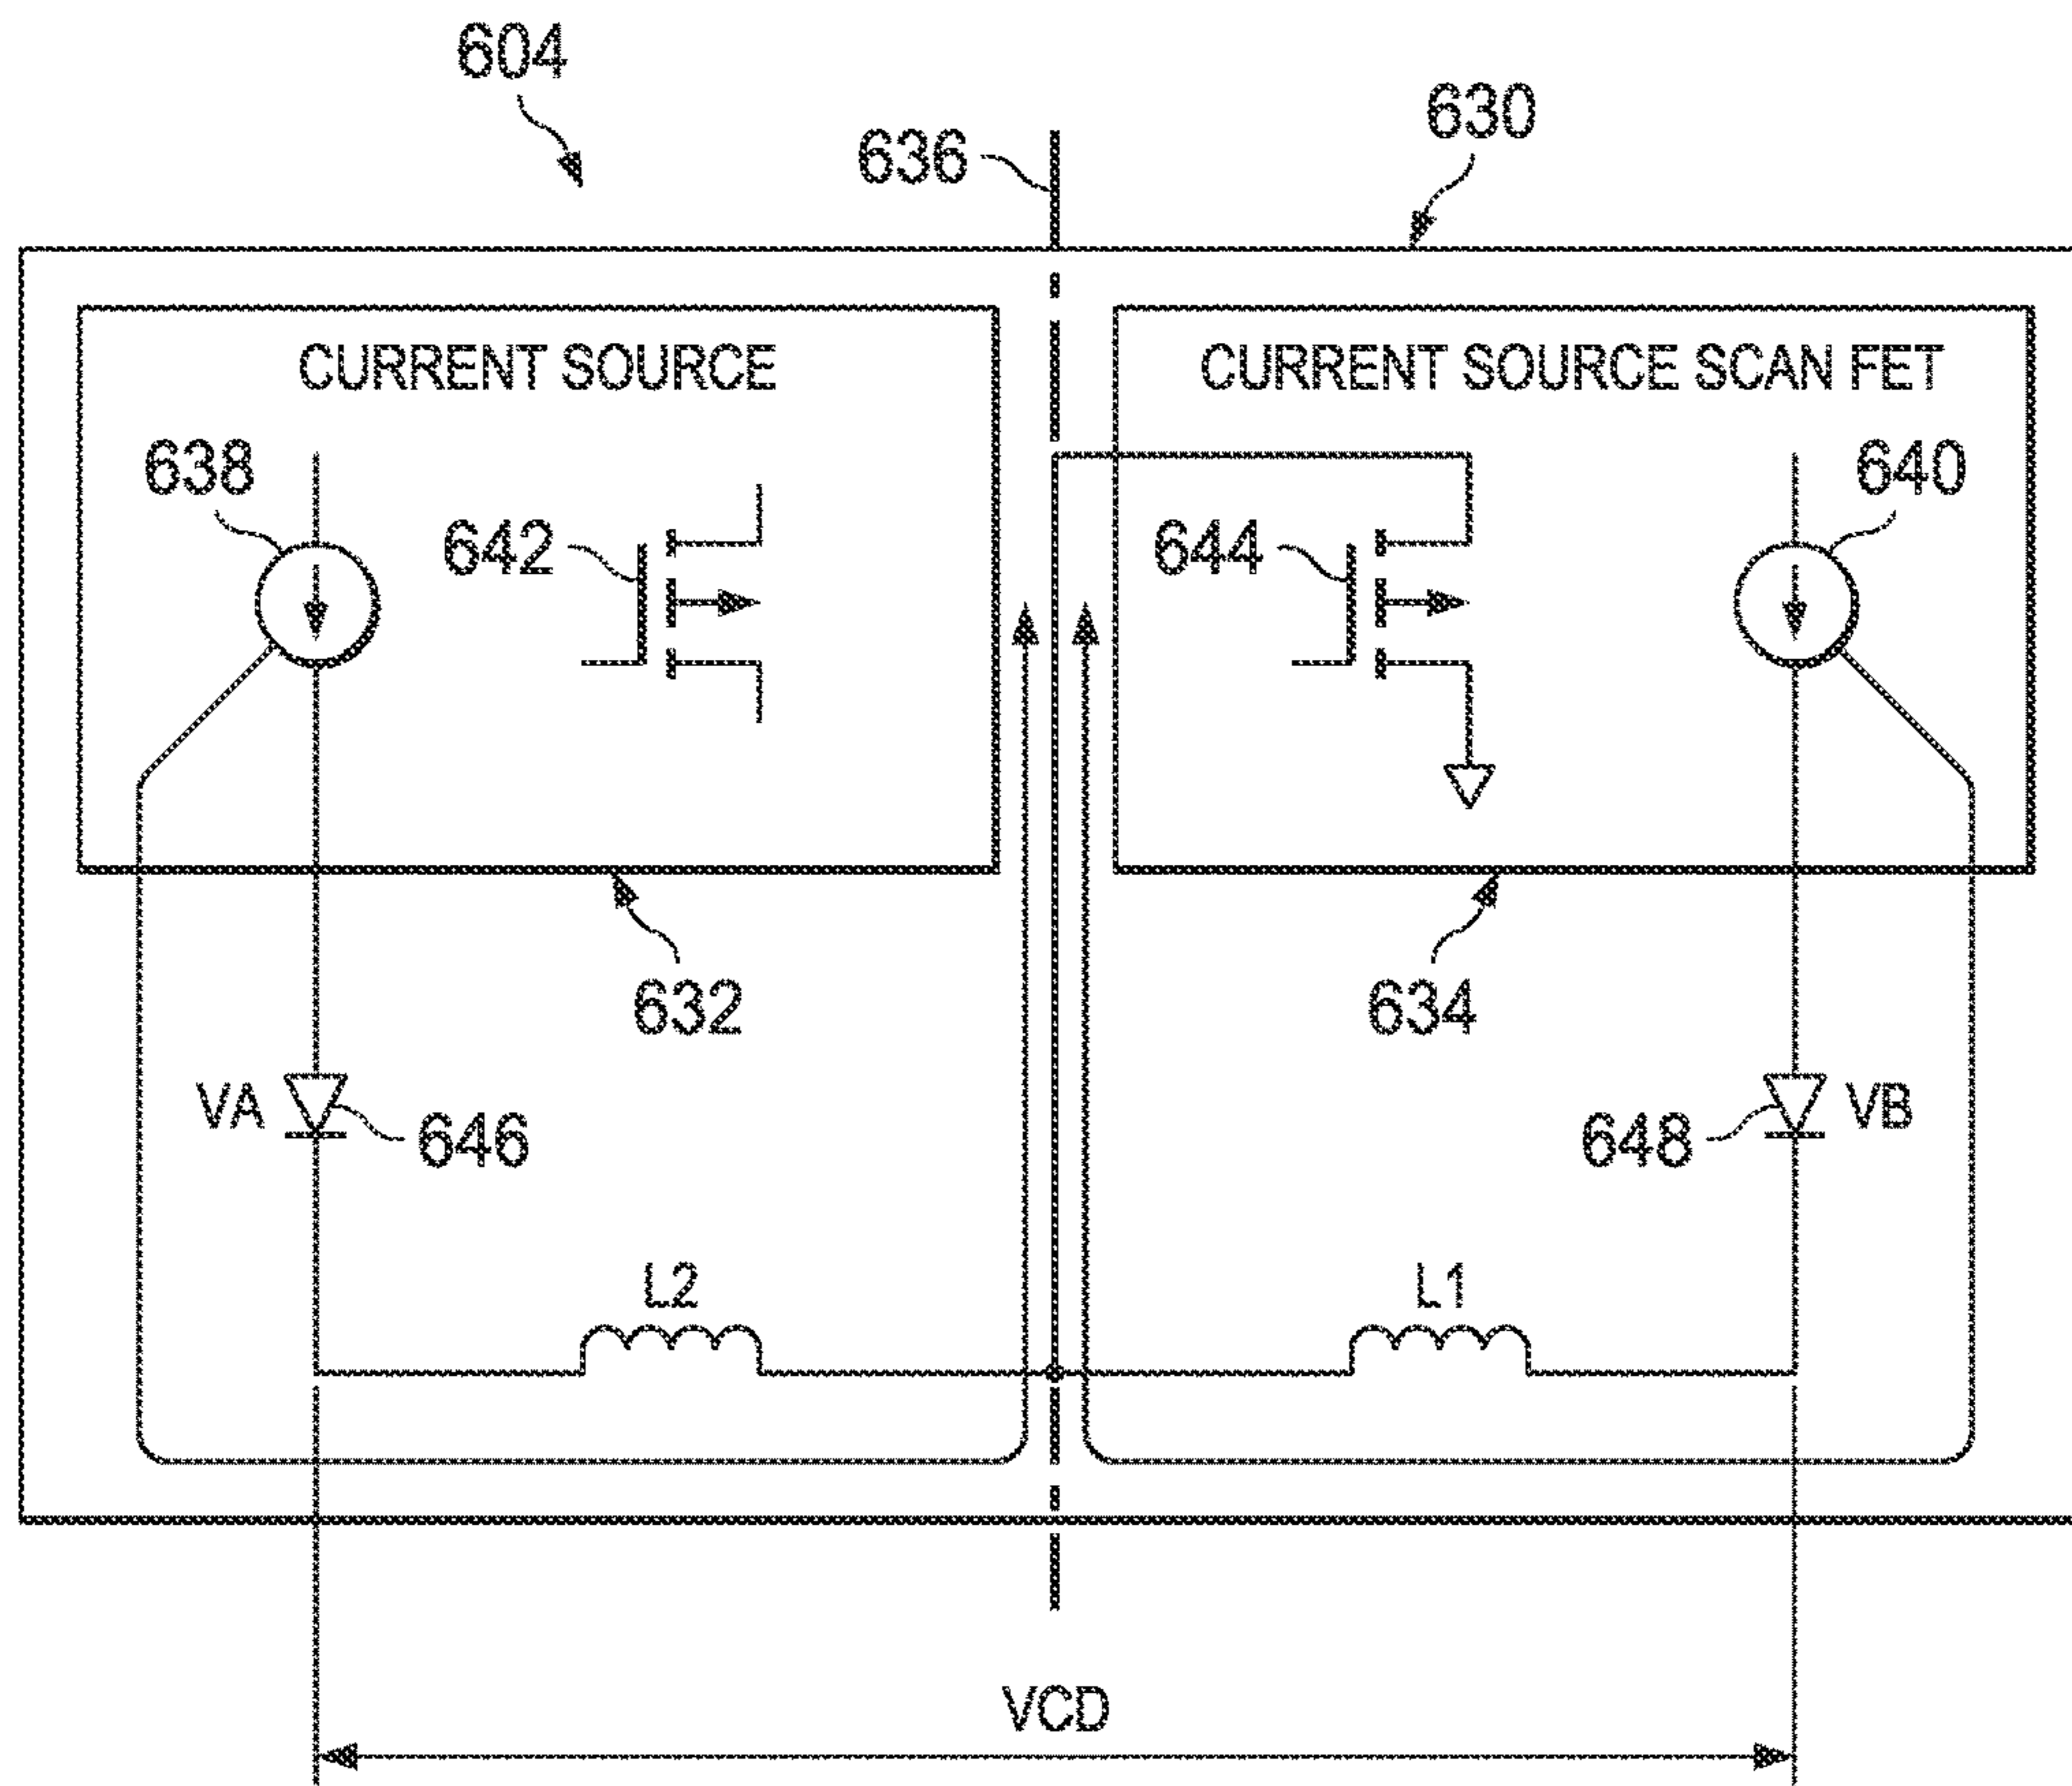 604
630
636
CURRENT SOURCE
CURRENT SOURCE SCAN FET
638
642
644
640
632
634
VA
646
648
VB
L2
L1
VCD